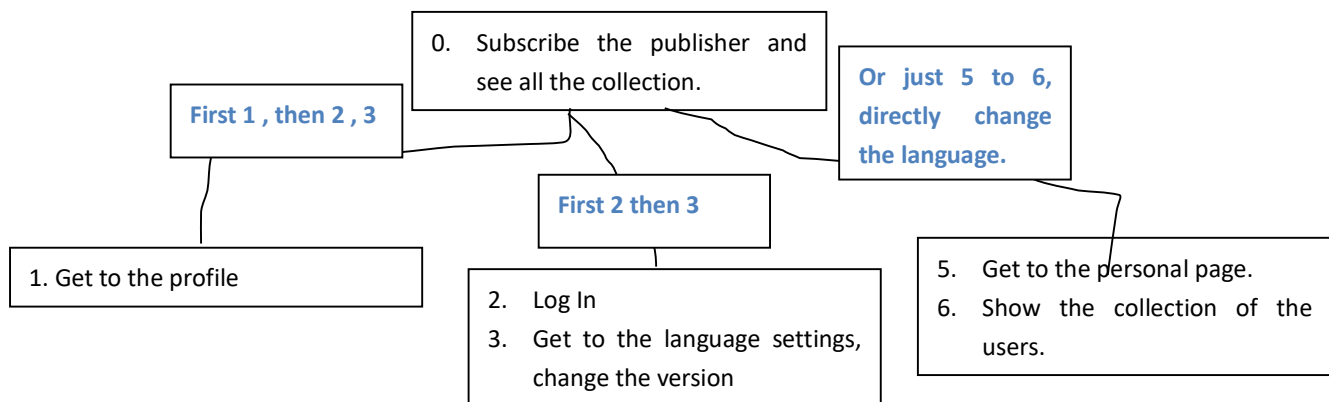 0. Subscribe the publisher and
see all the collection.
Or just 5 to 6,
directly change
the language.
First 1 , then 2 , 3
First 2 then 3
1. Get to the profile
2. Log In
3. Get to the language settings,
change the version
5. Get to the personal page.
6. Show the collection of the
users.